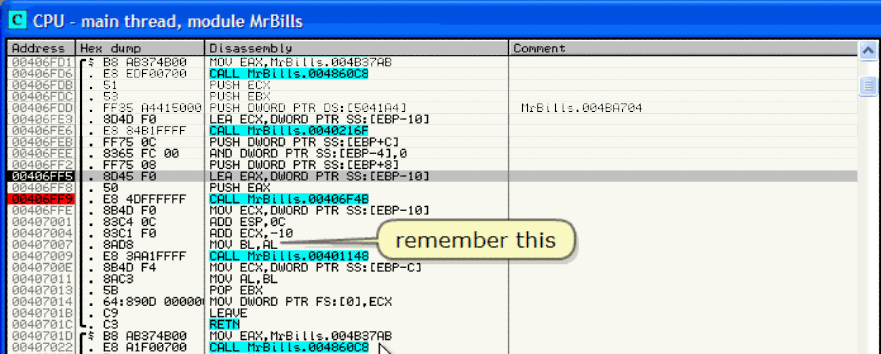 CPU - main thread, module MrBills
Address Hex dump Disassembly Comment
00406FD1 $ B8 AB374B00 MOV EAX,MrBills.004B37AB
00406FD6 . E8 EDF00700 CALL MrBills.004860C8
00406FDB . 51 PUSH ECX
00406FDC . 53 PUSH EBX
00406FDD . FF35 A4415000 PUSH DWORD PTR DS:[5041A4] MrBills.004BA704
00406FE3 . 8D4D F0 LEA ECX,DWORD PTR SS:[EBP-10]
00406FE6 . E8 84B1FFFF CALL MrBills.0040216F
00406FEB . FF75 0C PUSH DWORD PTR SS:[EBP+C]
00406FEE . 8365 FC 00 AND DWORD PTR SS:[EBP-4],0
00406FF2 . FF75 08 PUSH DWORD PTR SS:[EBP+8]
00406FF5 . 8D45 F0 LEA EAX,DWORD PTR SS:[EBP-10]
00406FF8 . 50 PUSH EAX
00406FF9 . E8 4DFFFFFF CALL MrBills.00406F4B
00406FFE . 8B4D F0 MOV ECX,DWORD PTR SS:[EBP-10]
00407001 . 83C4 0C ADD ESP,0C
00407004 . 83C1 F0 ADD ECX,-10
00407007 . 8AD8 MOV BL,AL
remember this
00407009 . E8 3AA1FFFF CALL MrBills.00401148
0040700E . 8B4D F4 MOV ECX,DWORD PTR SS:[EBP-C]
00407011 . 8AC3 MOV AL,BL
00407013 . 5B POP EBX
00407014 . 64:890D 00000 MOV DWORD PTR FS:[0],ECX
0040701B . C9 LEAVE
0040701C . C3 RETN
0040701D $ B8 AB374B00 MOV EAX,MrBills.004B37AB
00407022 . E8 A1F00700 CALL MrBills.004860C8